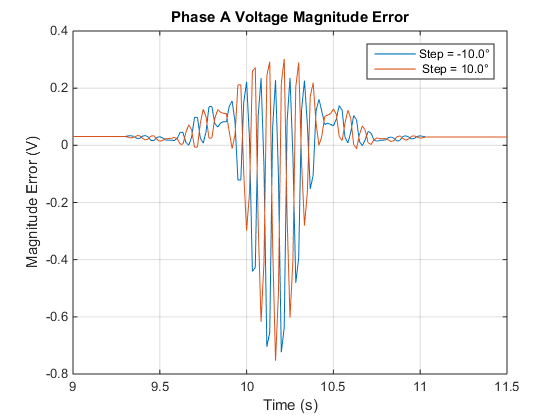 Phase A Voltage Magnitude Error
Step = -10.0°
Step = 10.0°
Magnitude Error (V)
0.4
0.2
0
-0.2
-0.4
-0.6
-0.8
9
9.5
10
10.5
11
11.5
Time (s)